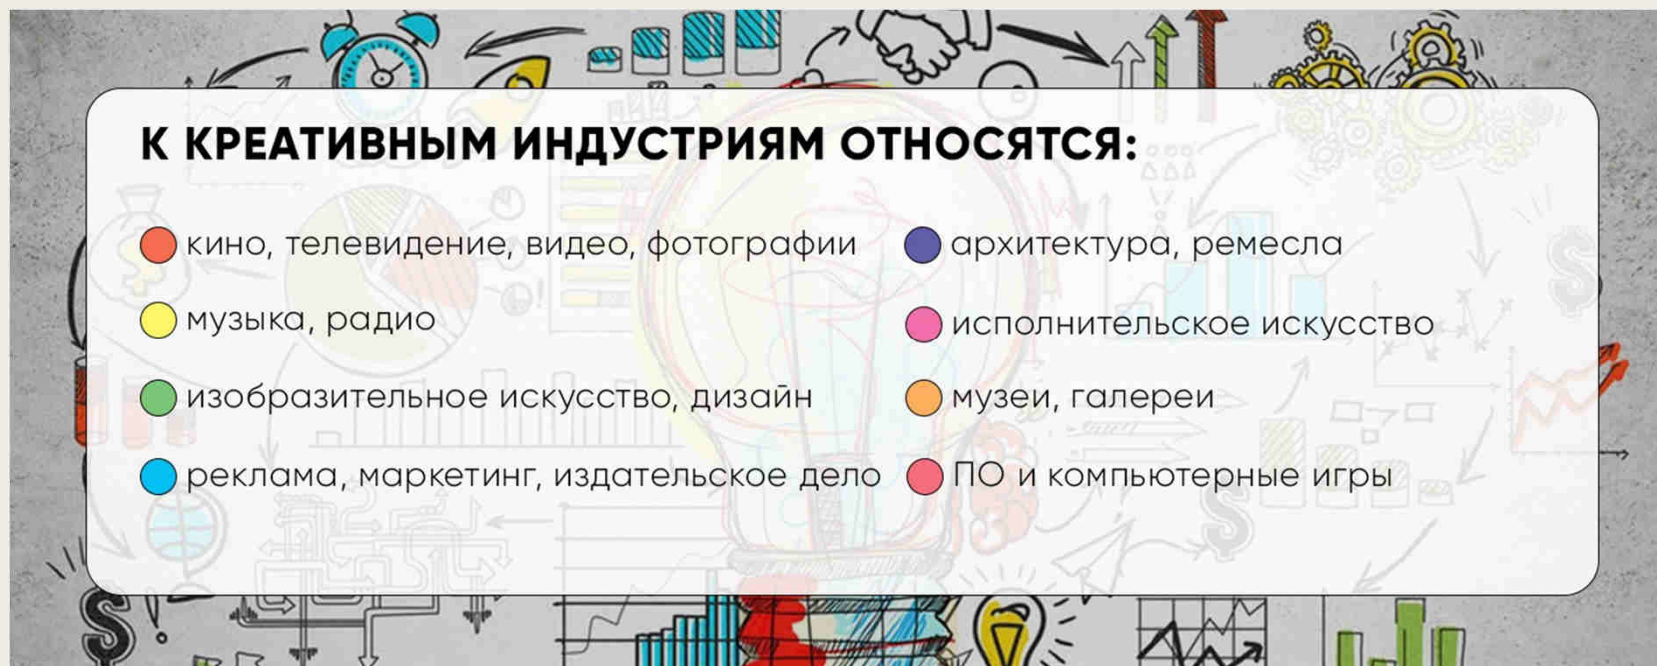 К КРЕАТИВНЫМ ИНДУСТРИЯМ ОТНОСЯТСЯ:
кино, телевидение, видео, фотографии
музыка, радио
изобразительное искусство, дизайн
реклама, маркетинг, издательское дело
архитектура, ремесла
исполнительское искусство
музеи, галереи
ПО и компьютерные игры